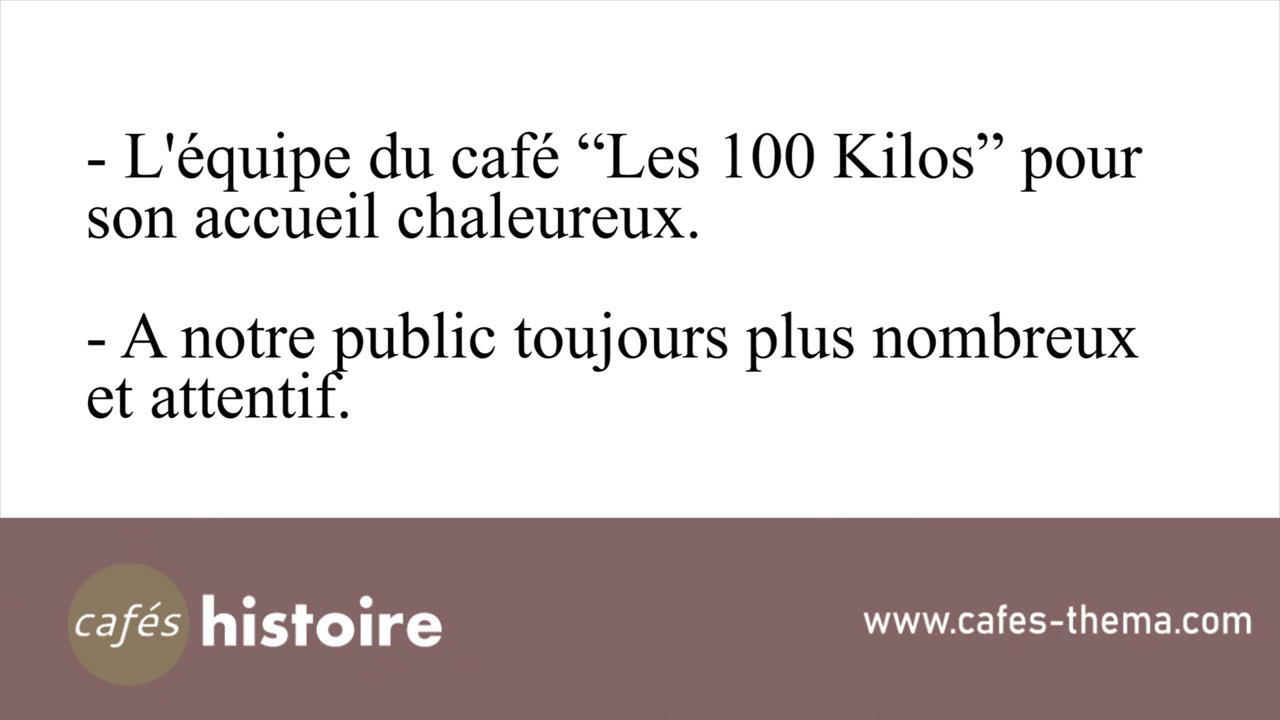 - L'équipe du café “Les 100 Kilos” pour
son accueil chaleureux.
- A notre public toujours plus nombreux
et attentif.
cafés histoire
www.cafes-thema.com